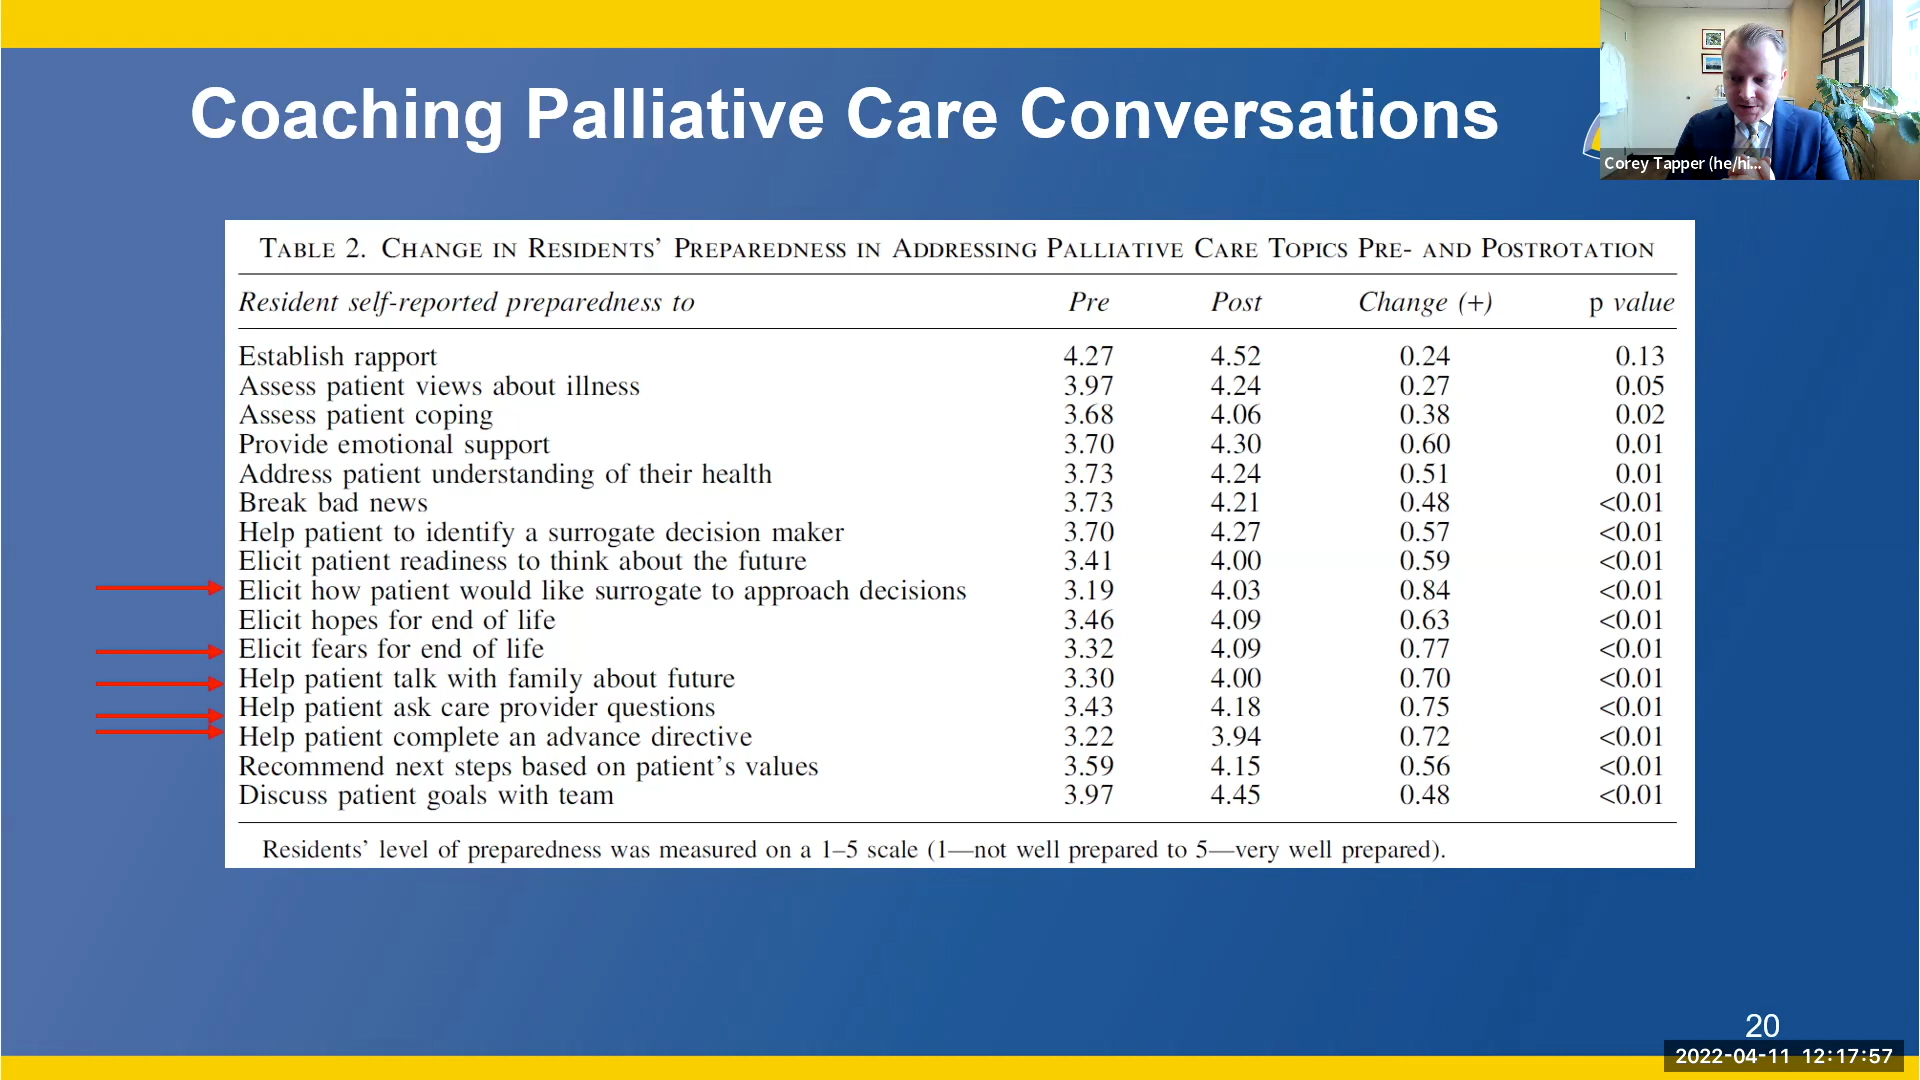 Coaching Palliative Care Conversations
Corey Tapper (he/hi...
TABLE 2. CHANGE IN RESIDENTS’ PREPAREDNESS IN ADDRESSING PALLIATIVE CARE TOPICS PRE- AND POSTROTATION
Resident self-reported preparedness to Pre Post Change (+) p value
Establish rapport 4.27 4.52 0.24 0.13
Assess patient views about illness 3.97 4.24 0.27 0.05
Assess patient coping 3.68 4.06 0.38 0.02
Provide emotional support 3.70 4.30 0.60 0.01
Address patient understanding of their health 3.73 4.24 0.51 0.01
Break bad news 3.73 4.21 0.48 <0.01
Help patient to identify a surrogate decision maker 3.70 4.27 0.57 <0.01
Elicit patient readiness to think about the future 3.41 4.00 0.59 <0.01
Elicit how patient would like surrogate to approach decisions 3.19 4.03 0.84 <0.01
Elicit hopes for end of life 3.46 4.09 0.63 <0.01
Elicit fears for end of life 3.32 4.09 0.77 <0.01
Help patient talk with family about future 3.30 4.00 0.70 <0.01
Help patient ask care provider questions 3.43 4.18 0.75 <0.01
Help patient complete an advance directive 3.22 3.94 0.72 <0.01
Recommend next steps based on patient’s values 3.59 4.15 0.56 <0.01
Discuss patient goals with team 3.97 4.45 0.48 <0.01
Residents’ level of preparedness was measured on a 1–5 scale (1—not well prepared to 5—very well prepared).
20
2022-04-11 12:17:57